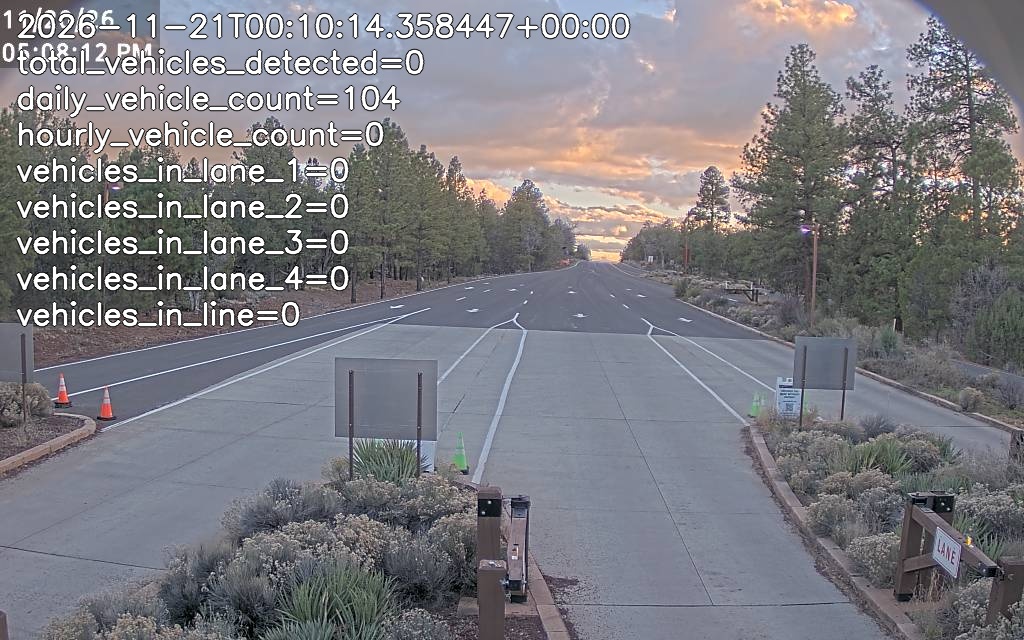 2026-11-21T00:10:14.358447+00:00
05:08:12 PM
total_vehicles_detected=0
daily_vehicle_count=104
hourly_vehicle_count=0
vehicles_in_lane_1=0
vehicles_in_lane_2=0
vehicles_in_lane_3=0
vehicles_in_lane_4=0
vehicles_in_line=0
LANE